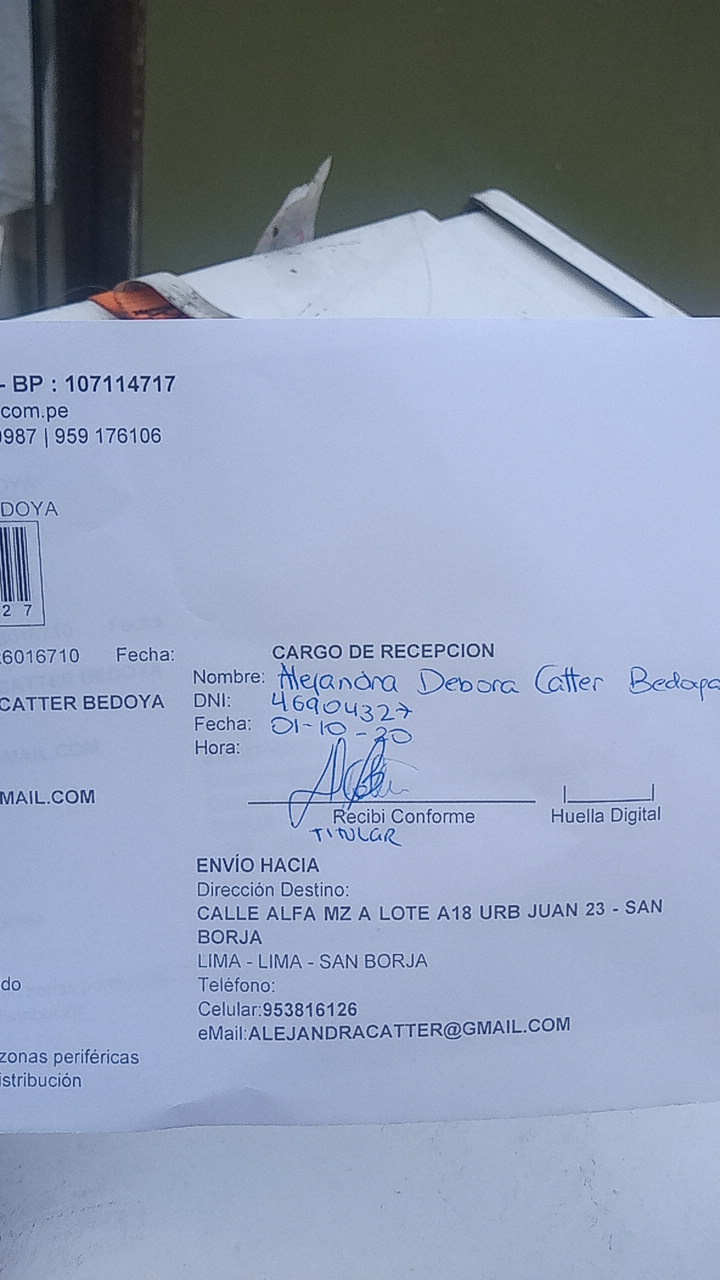 - BP : 107114717
com.pe
987 | 959 176106
DOYA
2 7
6016710 Fecha:
CATTER BEDOYA
MAIL.COM
do
zonas periféricas
istribución
CARGO DE RECEPCION
Nombre: Alejandra Debora Catter Bedoya
DNI: 46904327
Fecha: 01-10-20
Hora:
Recibi Conforme
Huella Digital
TITULAR
ENVÍO HACIA
Dirección Destino:
CALLE ALFA MZ A LOTE A18 URB JUAN 23 - SAN
BORJA
LIMA - LIMA - SAN BORJA
Teléfono:
Celular:953816126
eMail:ALEJANDRACATTER@GMAIL.COM